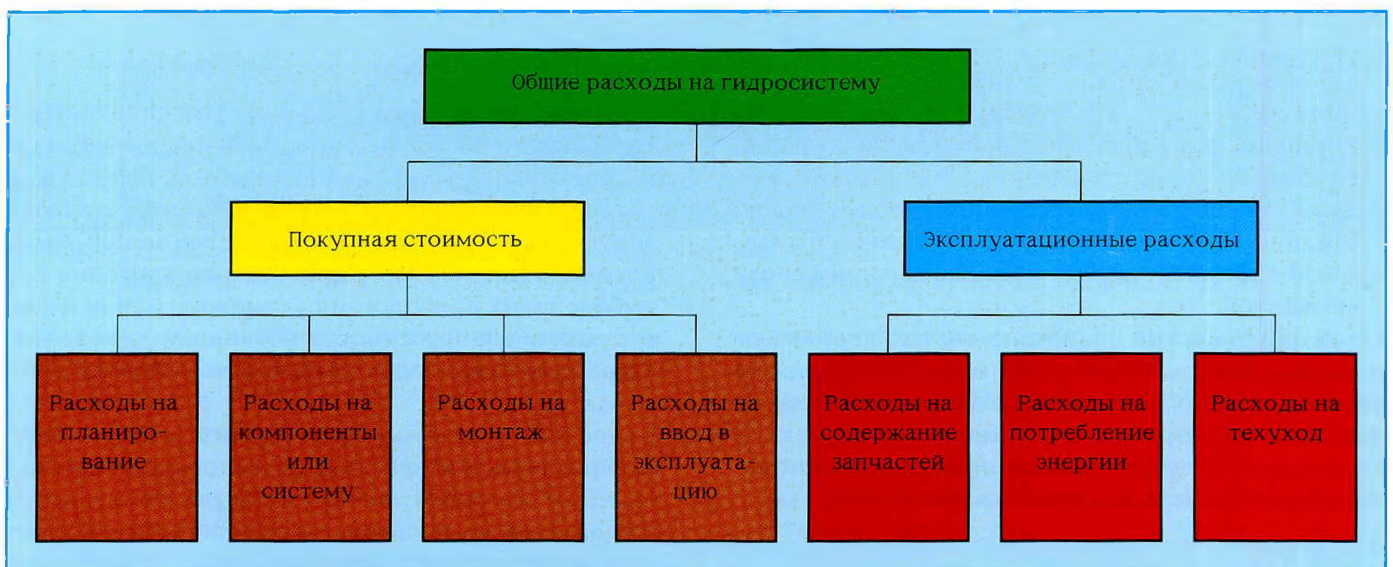 Общие расходы на гидросистему
Покупная стоимость
Эксплуатационные расходы
Расходы на
планиро-
вание
Расходы на
компоненты
или
систему
Расходы на
монтаж
Расходы на
ввод в
эксплуата-
цию
Расходы на
содержание
запчастей
Расходы на
потребление
энергии
Расходы на
техуход